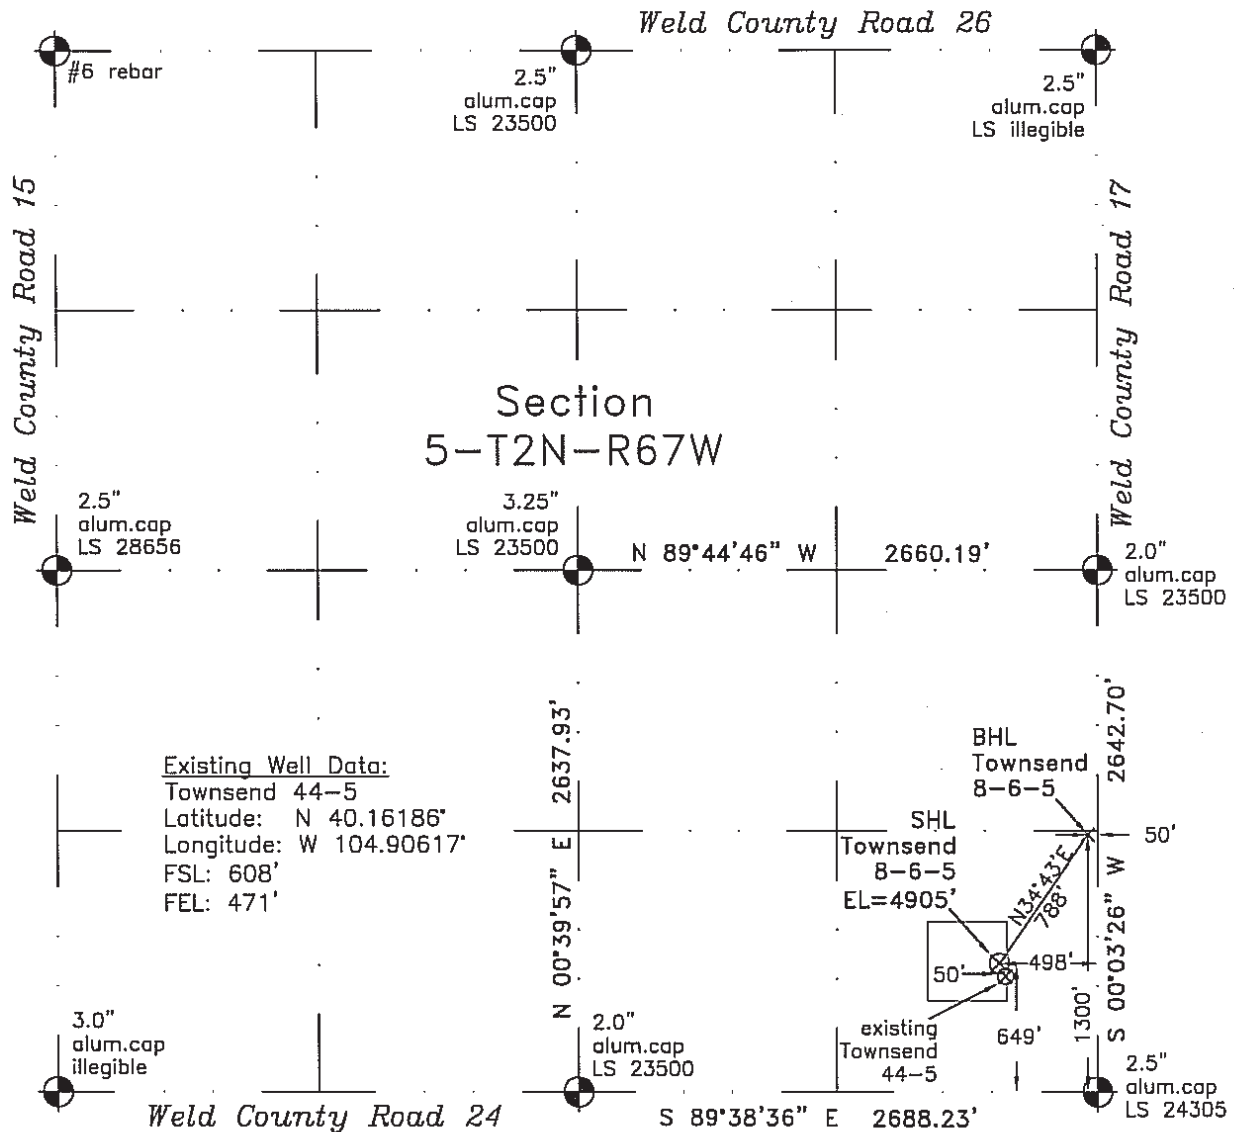 Weld County Road 26
#6 rebar
2.5"
alum.cap
LS 23500
2.5"
alum.cap
LS illegible
Weld County Road 15
Weld County Road 17
Section
5-T2N-R67W
2.5"
alum.cap
LS 28656
3.25"
alum.cap
LS 23500
N 89°44'46" W 2660.19'
2.0"
alum.cap
LS 23500
Existing Well Data:
Townsend 44-5
Latitude: N 40.16186°
Longitude: W 104.90617°
FSL: 608'
FEL: 471'
N 00°39'57" E 2637.93'
S 00°03'26" W 2642.70'
BHL
Townsend
8-6-5
50'
SHL
Townsend
8-6-5
EL=4905'
N34°43'E
788'
498'
50'
existing
Townsend
44-5
649'
1300'
3.0"
alum.cap
illegible
2.0"
alum.cap
LS 23500
2.5"
alum.cap
LS 24305
Weld County Road 24
S 89°38'36" E 2688.23'